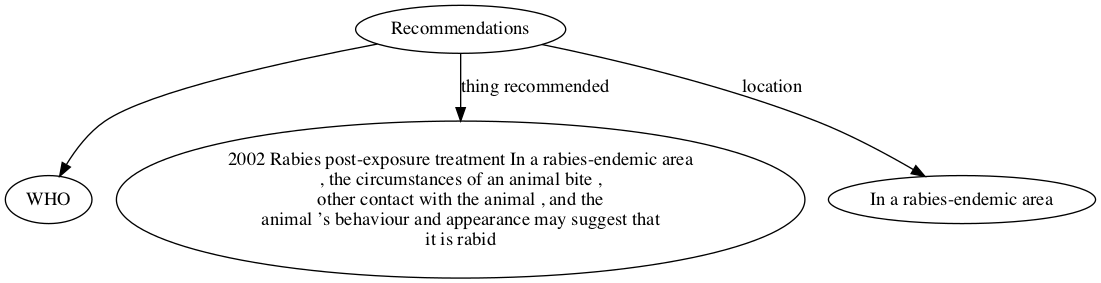 Recommendations
thing recommended
location
WHO
2002 Rabies post-exposure treatment In a rabies-endemic area
, the circumstances of an animal bite ,
other contact with the animal , and the
animal 's behaviour and appearance may suggest that
it is rabid
In a rabies-endemic area